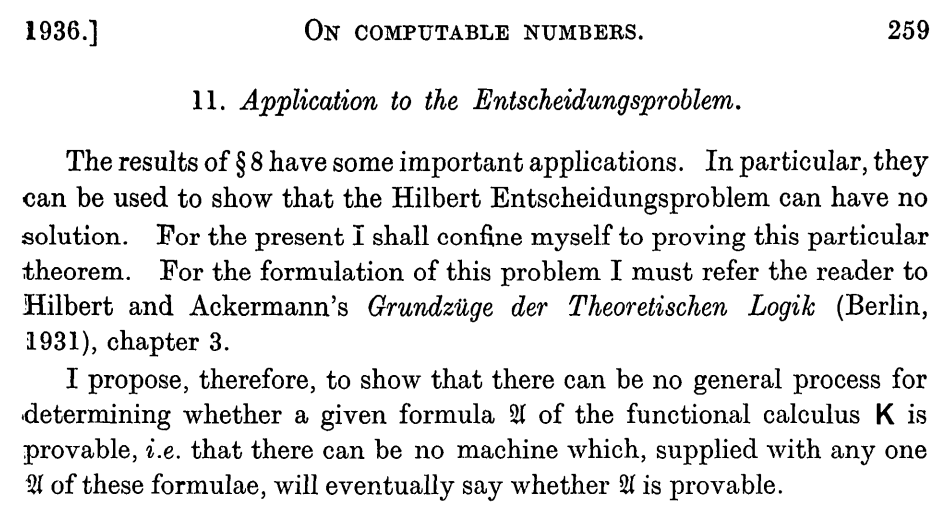 1936.] ON COMPUTABLE NUMBERS. 259
11. Application to the Entscheidungsproblem.
The results of § 8 have some important applications. In particular, they
can be used to show that the Hilbert Entscheidungsproblem can have no
solution. For the present I shall confine myself to proving this particular
theorem. For the formulation of this problem I must refer the reader to
Hilbert and Ackermann's Grundzüge der Theoretischen Logik (Berlin,
1931), chapter 3.
I propose, therefore, to show that there can be no general process for
determining whether a given formula 𝔄 of the functional calculus K is
provable, i.e. that there can be no machine which, supplied with any one
𝔄 of these formulae, will eventually say whether 𝔄 is provable.